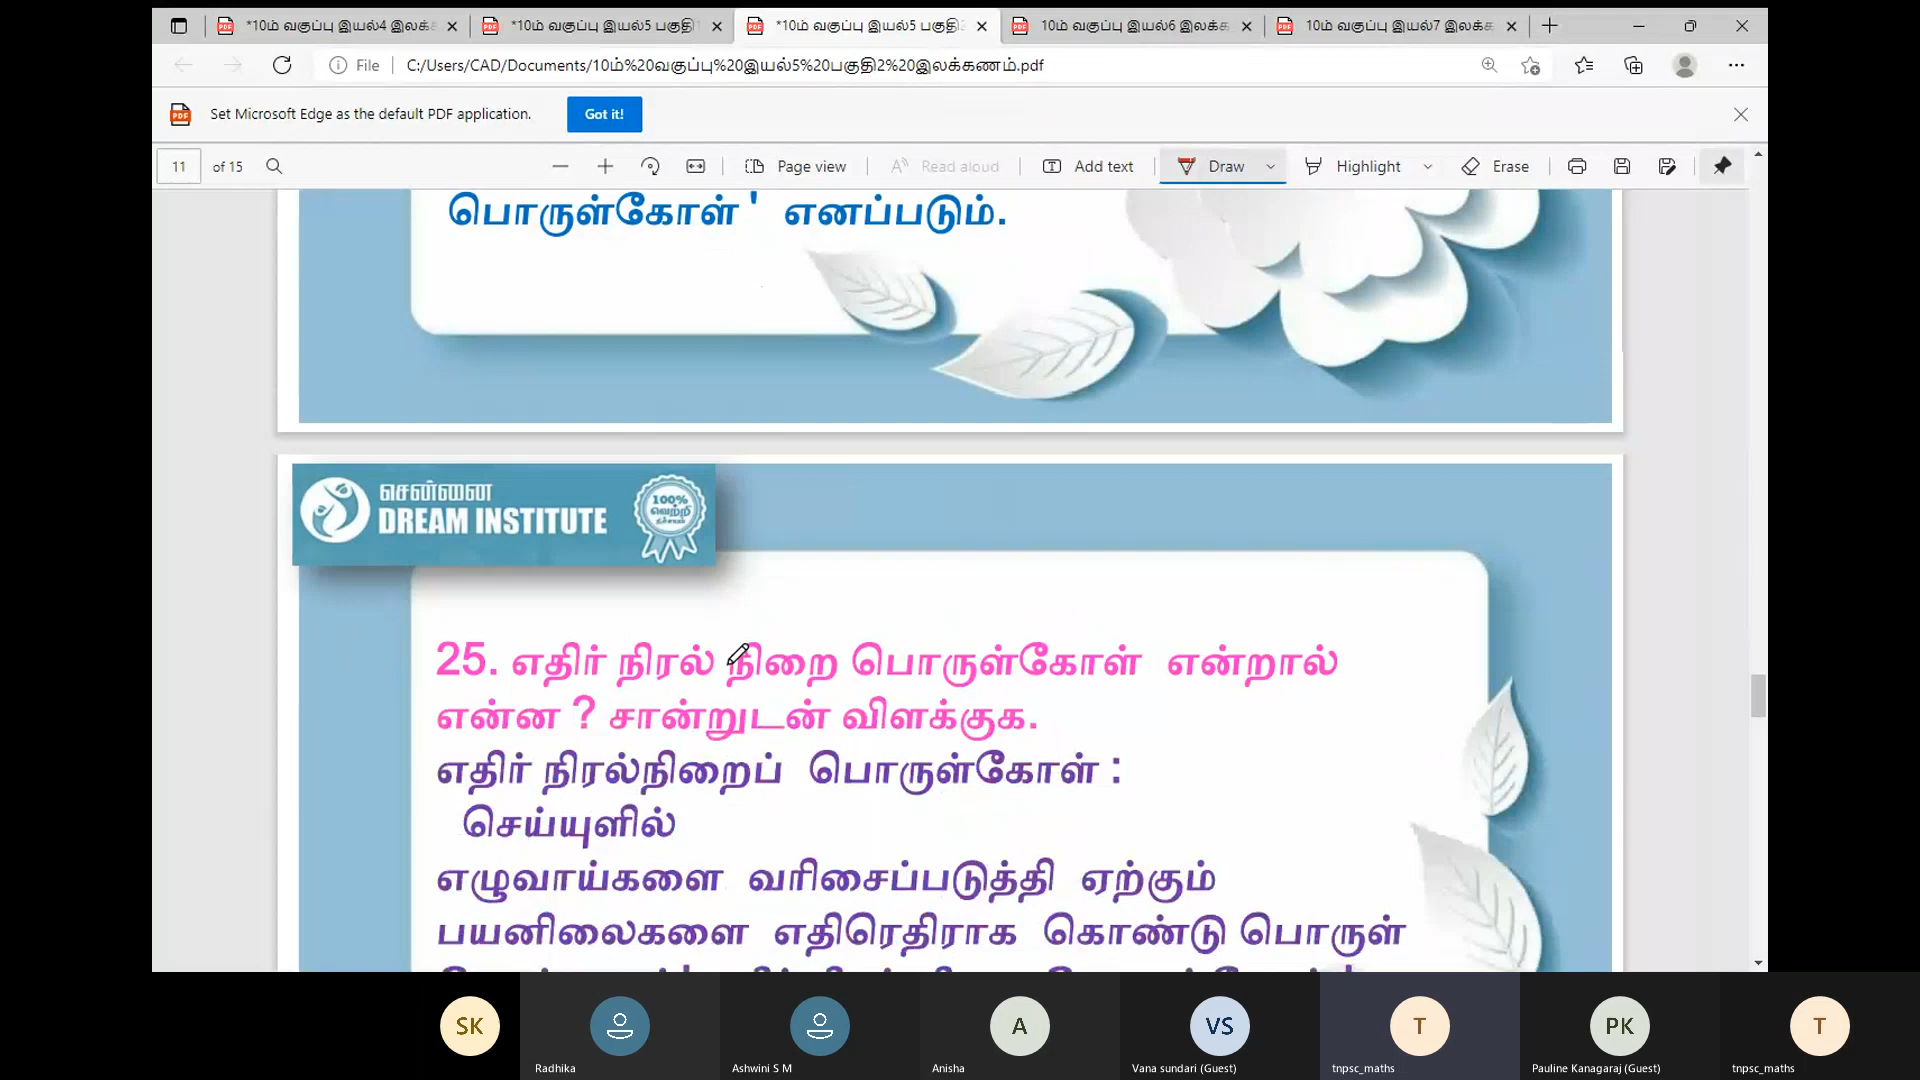 *10ம் வகுப்பு இயல்4 இலக்க
*10ம் வகுப்பு இயல்5 பகுதி1
*10ம் வகுப்பு இயல்5 பகுதி2
10ம் வகுப்பு இயல்6 இலக்க
10ம் வகுப்பு இயல்7 இலக்க
File C:/Users/CAD/Documents/10ம்%20வகுப்பு%20இயல்5%20பகுதி2%20இலக்கணம்.pdf
Set Microsoft Edge as the default PDF application. Got it!
11 of 15 Page view Read aloud Add text Draw Highlight Erase
பொருள்கோள் ' எனப்படும்.
சென்னை
DREAM INSTITUTE
100%
வெற்றி
25. எதிர் நிரல் நிறை பொருள்கோள் என்றால்
என்ன ? சான்றுடன் விளக்குக.
எதிர் நிரல்நிறைப் பொருள்கோள் :
செய்யுளில்
எழுவாய்களை வரிசைப்படுத்தி ஏற்கும்
பயனிலைகளை எதிரெதிராக கொண்டு பொருள்
SK A VS T PK T
Radhika Ashwini S M Anisha Vana sundari (Guest) tnpsc_maths Pauline Kanagaraj (Guest) tnpsc_maths